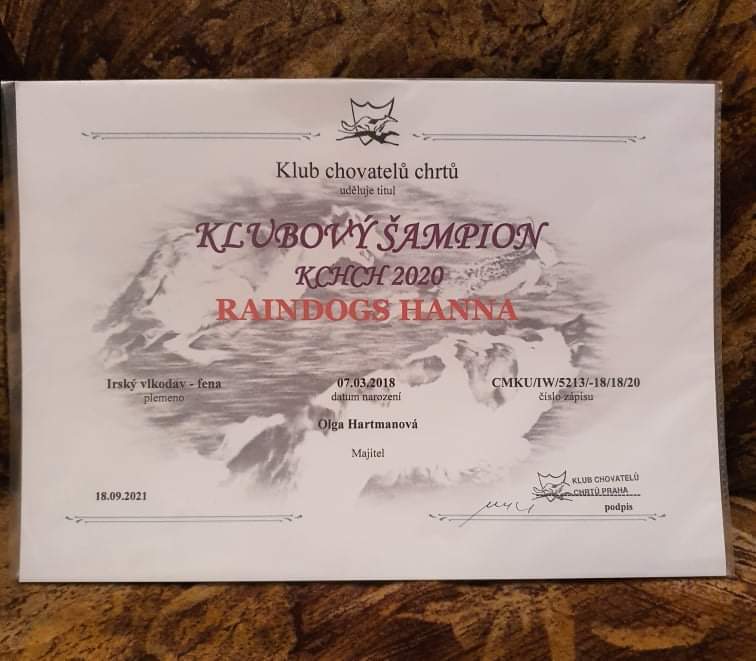 Klub chovatelů chrtů
uděluje titul
KLUBOVÝ ŠAMPION
KCHCH 2020
RAINDOGS HANNA
Irský vlkodav - fena
plemeno
07.03.2018
datum narození
CMKU/IW/5213/-18/18/20
číslo zápisu
Olga Hartmanová
Majitel
18.09.2021
KLUB CHOVATELŮ
CHRTŮ PRAHA
podpis